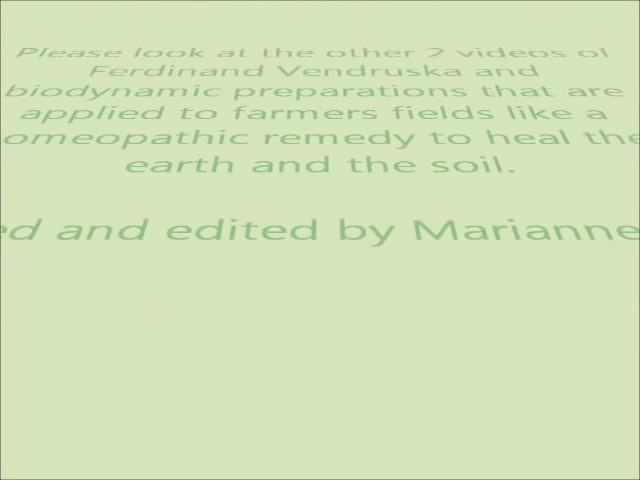 Please look at the other 2 videos of
Ferdinand Vendruska and
biodynamic preparations that are
applied to farmers fields like a
omeopathic remedy to heal the
earth and the soil.
ed and edited by Marianne